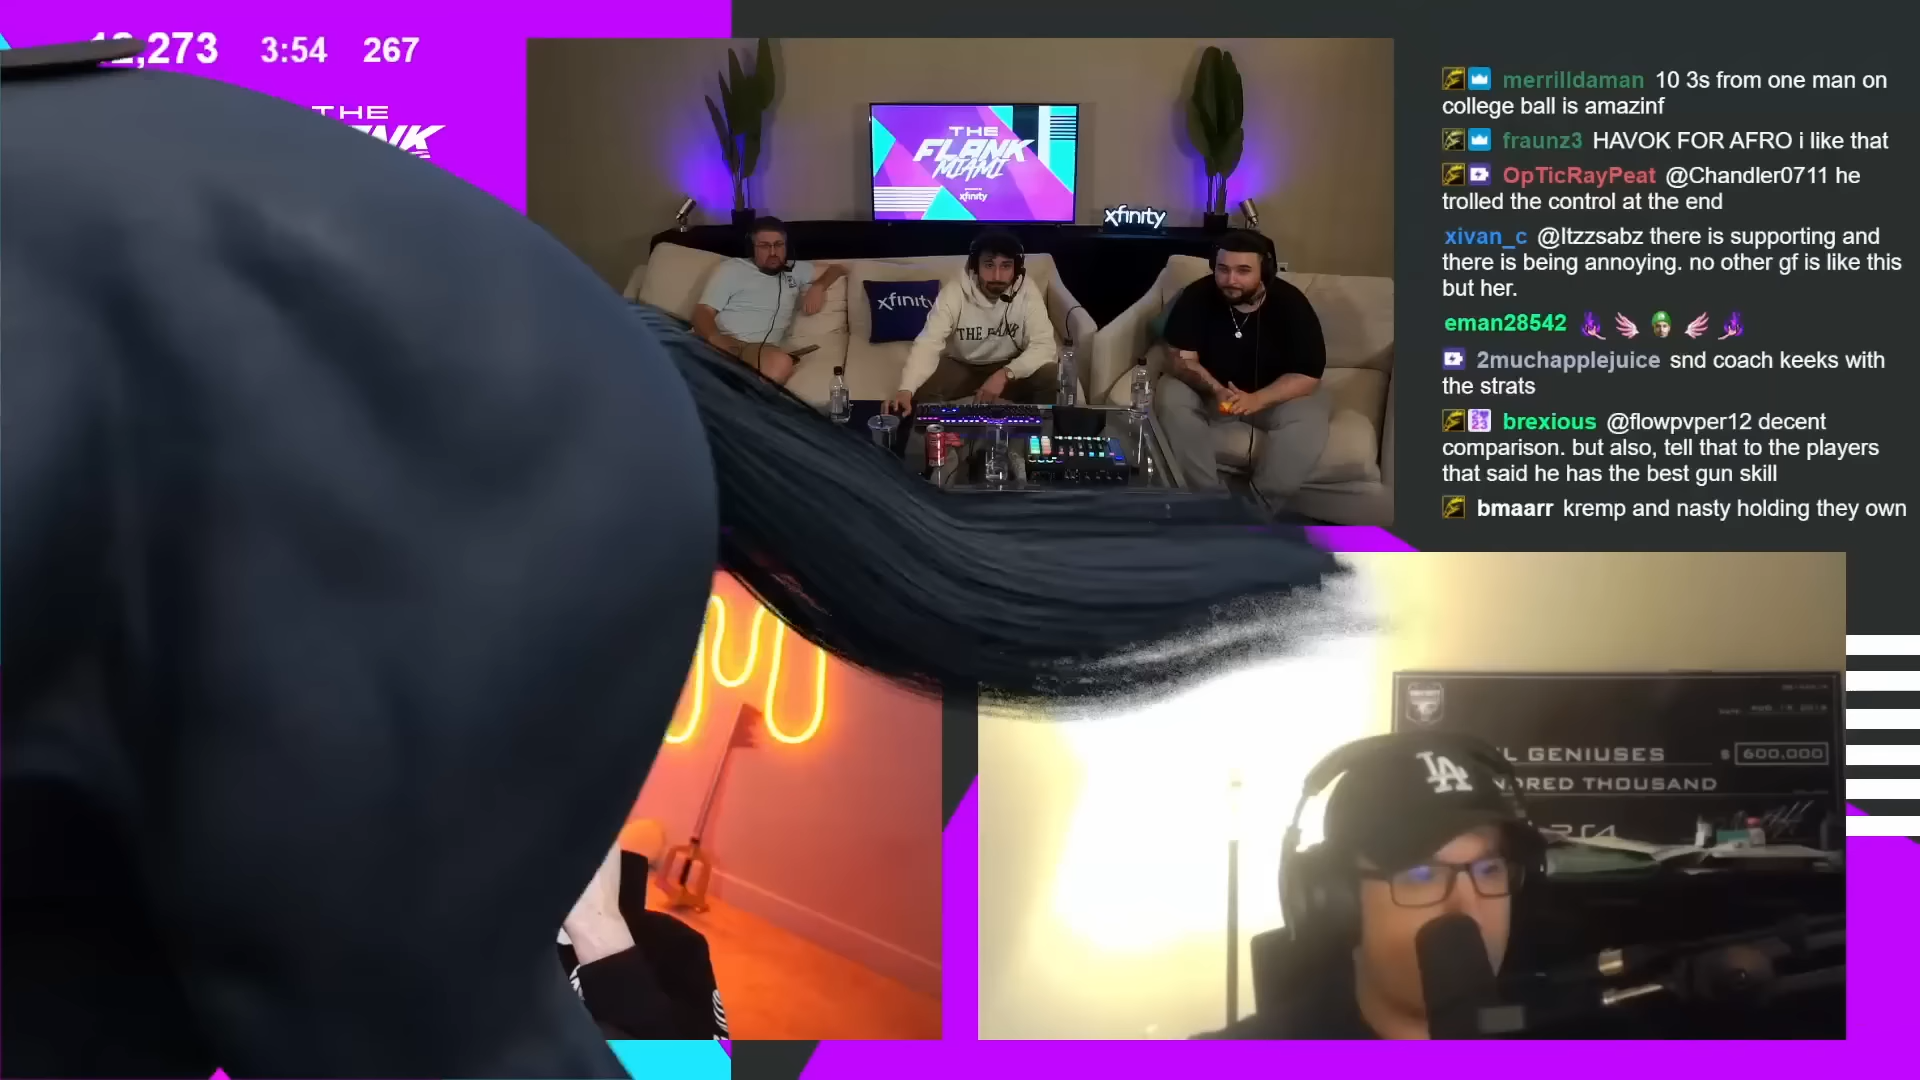 ,273 3:54 267
THE
THE
FLANK
MIAMI
xfinity
xfinity
xfinity
THE
merrilldaman 10 3s from one man on
college ball is amazinf
fraunz3 HAVOK FOR AFRO i like that
OpTicRayPeat @Chandler0711 he
trolled the control at the end
xivan_c @Itzzsabz there is supporting and
there is being annoying. no other gf is like this
but her.
eman28542
2muchapplejuice snd coach keeks with
the strats
brexious @flowpvper12 decent
comparison. but also, tell that to the players
that said he has the best gun skill
bmaarr kremp and nasty holding they own
L GENIUSES $ 600,000
NDRED THOUSAND
LA